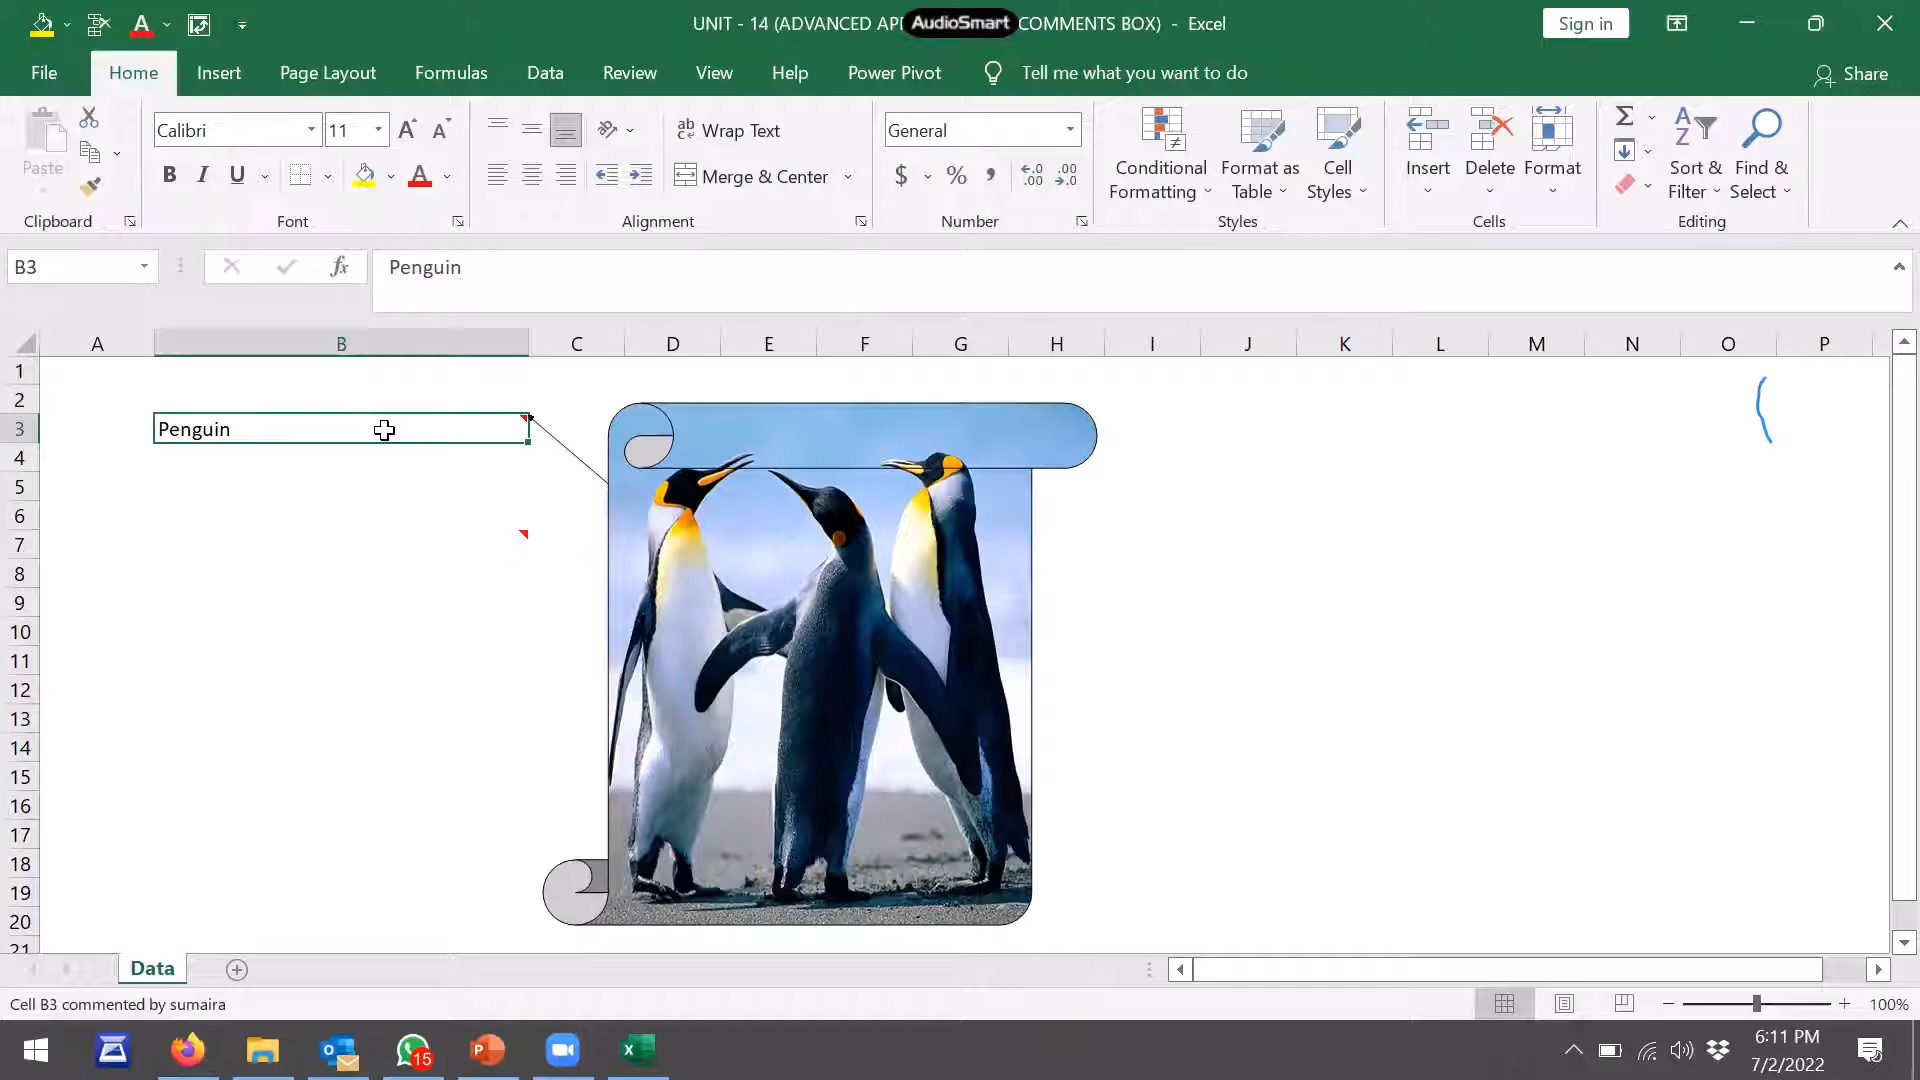 UNIT - 14 (ADVANCED API AudioSmart COMMENTS BOX) - Excel
Sign in
File Home Insert Page Layout Formulas Data Review View Help Power Pivot Tell me what you want to do Share
Paste
Calibri 11
Wrap Text
Merge & Center
General
B I U
$ % ,
Conditional Formatting
Format as Table
Cell Styles
Insert Delete Format
Sort & Filter
Find & Select
Clipboard Font Alignment Number Styles Cells Editing
B3 fx Penguin
A B C D E F G H I J K L M N O P
1
2
3 Penguin
4
5
6
7
8
9
10
11
12
13
14
15
16
17
18
19
20
21
Data
Cell B3 commented by sumaira
100%
15
6:11 PM
7/2/2022